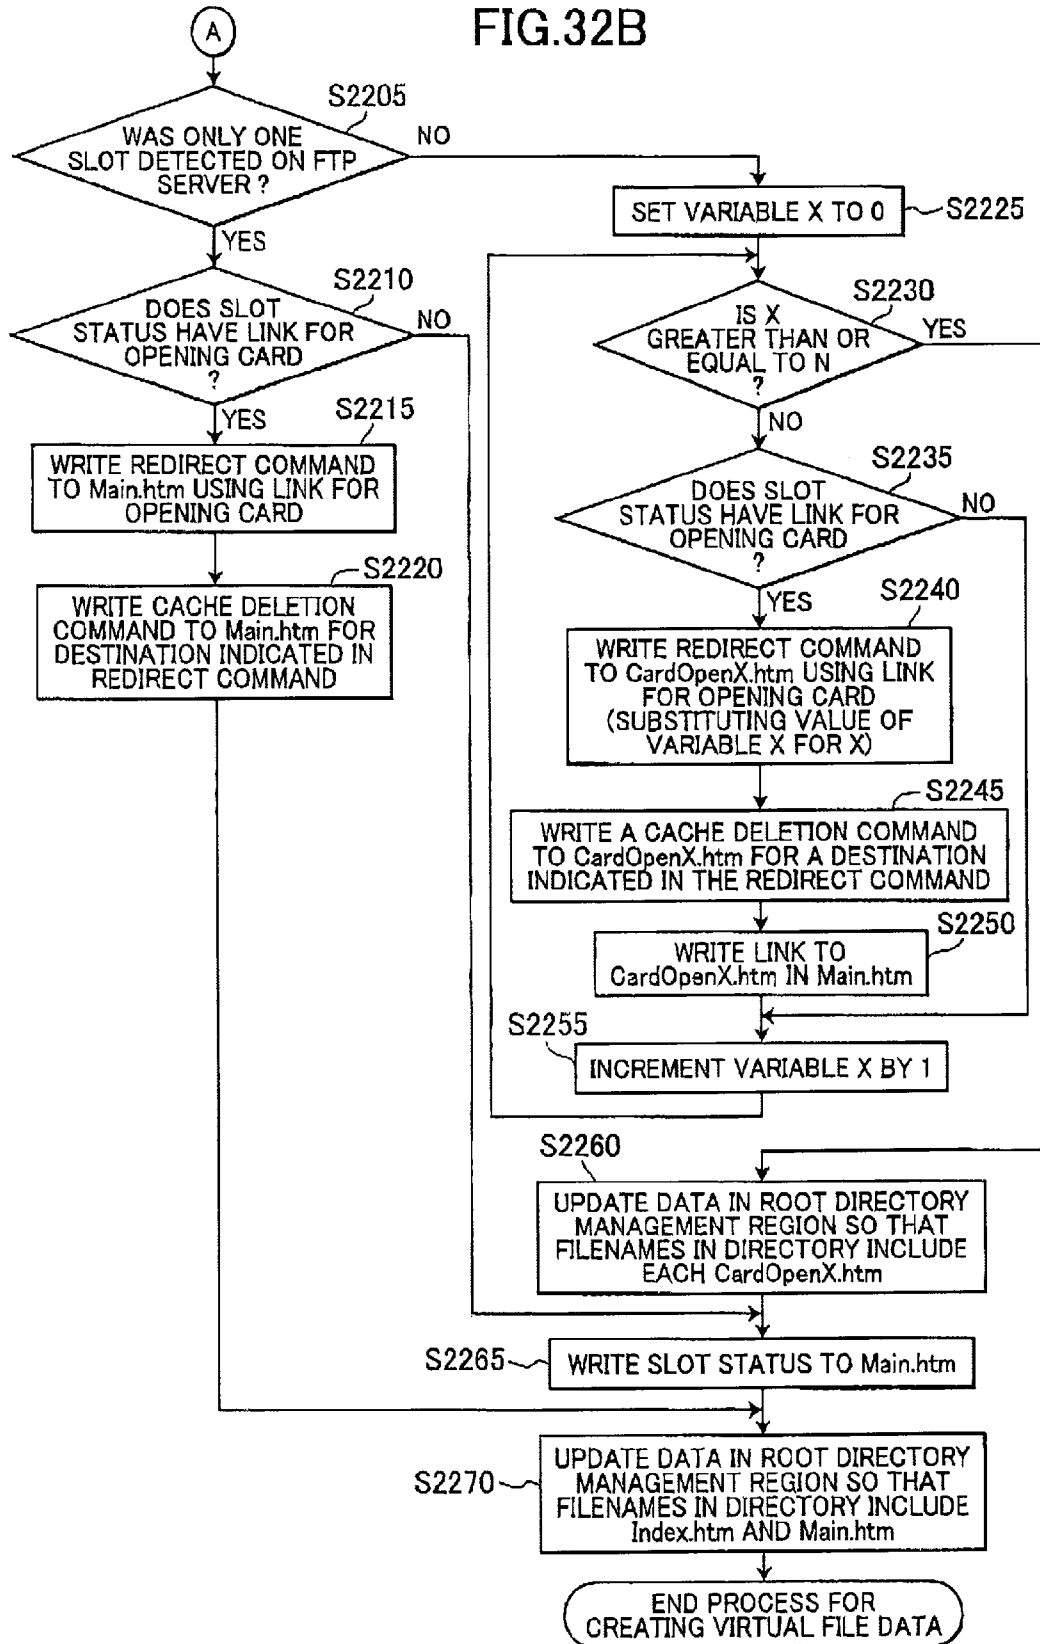 FIG.32B
A
S2205
WAS ONLY ONE
SLOT DETECTED ON FTP
SERVER ?
NO
YES
S2210
DOES SLOT
STATUS HAVE LINK FOR
OPENING CARD
?
NO
YES
S2215
WRITE REDIRECT COMMAND
TO Main.htm USING LINK FOR
OPENING CARD
S2220
WRITE CACHE DELETION
COMMAND TO Main.htm FOR
DESTINATION INDICATED IN
REDIRECT COMMAND
SET VARIABLE X TO 0
S2225
S2230
IS X
GREATER THAN OR
EQUAL TO N
?
YES
NO
S2235
DOES SLOT
STATUS HAVE LINK FOR
OPENING CARD
?
NO
YES
S2240
WRITE REDIRECT COMMAND
TO CardOpenX.htm USING LINK
FOR OPENING CARD
(SUBSTITUTING VALUE OF
VARIABLE X FOR X)
S2245
WRITE A CACHE DELETION COMMAND
TO CardOpenX.htm FOR A DESTINATION
INDICATED IN THE REDIRECT COMMAND
S2250
WRITE LINK TO
CardOpenX.htm IN Main.htm
S2255
INCREMENT VARIABLE X BY 1
S2260
UPDATE DATA IN ROOT DIRECTORY
MANAGEMENT REGION SO THAT
FILENAMES IN DIRECTORY INCLUDE
EACH CardOpenX.htm
S2265
WRITE SLOT STATUS TO Main.htm
S2270
UPDATE DATA IN ROOT DIRECTORY
MANAGEMENT REGION SO THAT
FILENAMES IN DIRECTORY INCLUDE
Index.htm AND Main.htm
END PROCESS FOR
CREATING VIRTUAL FILE DATA